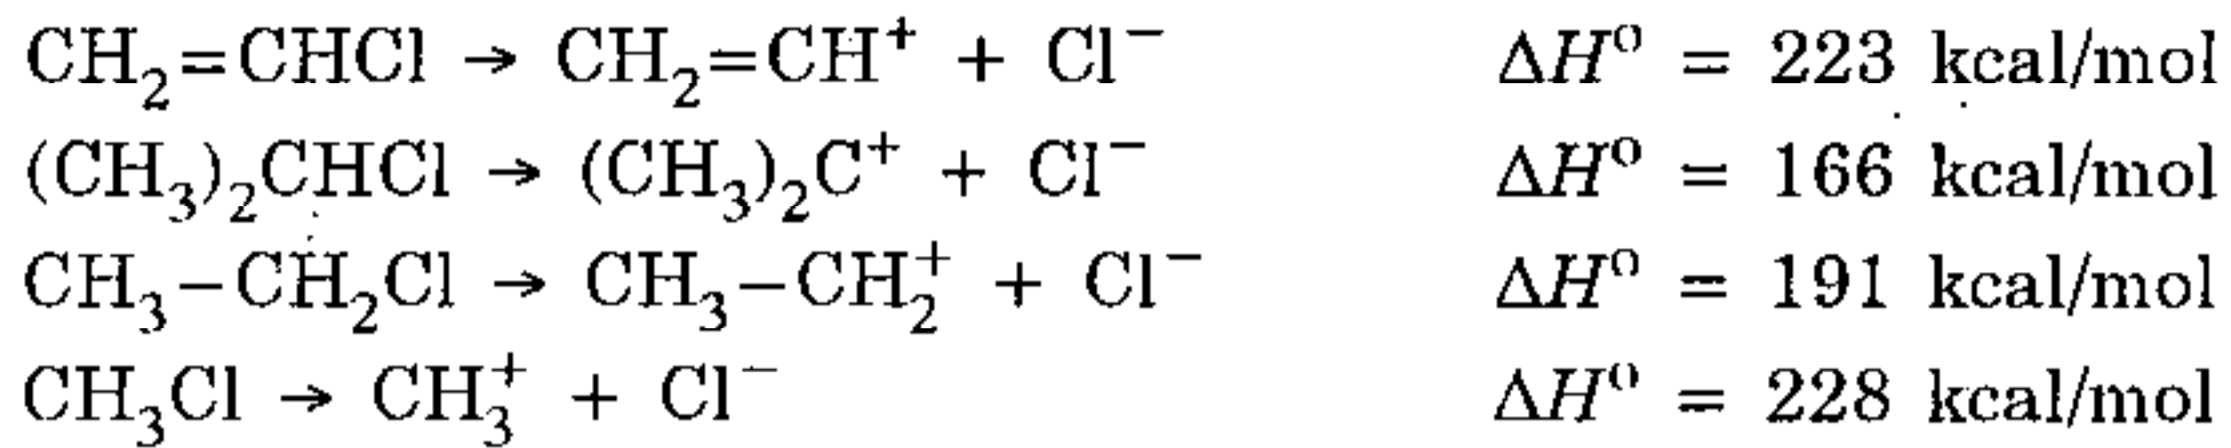 CH₂=CHCl → CH₂=CH⁺ + Cl⁻ ΔH° = 223 kcal/mol
(CH₃)₂CHCl → (CH₃)₂C⁺ + Cl⁻ ΔH° = 166 kcal/mol
CH₃–CH₂Cl → CH₃–CH₂⁺ + Cl⁻ ΔH° = 191 kcal/mol
CH₃Cl → CH₃⁺ + Cl⁻ ΔH° = 228 kcal/mol